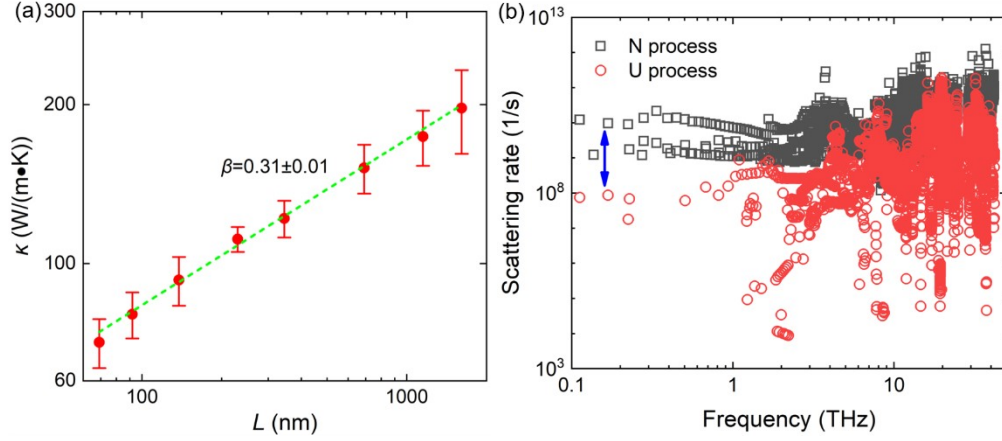 (a)
300
200
100
60
κ (W/(m•K))
β=0.31±0.01
100
1000
L (nm)
(b)
10¹³
10⁸
10³
Scattering rate (1/s)
N process
U process
0.1
1
10
Frequency (THz)